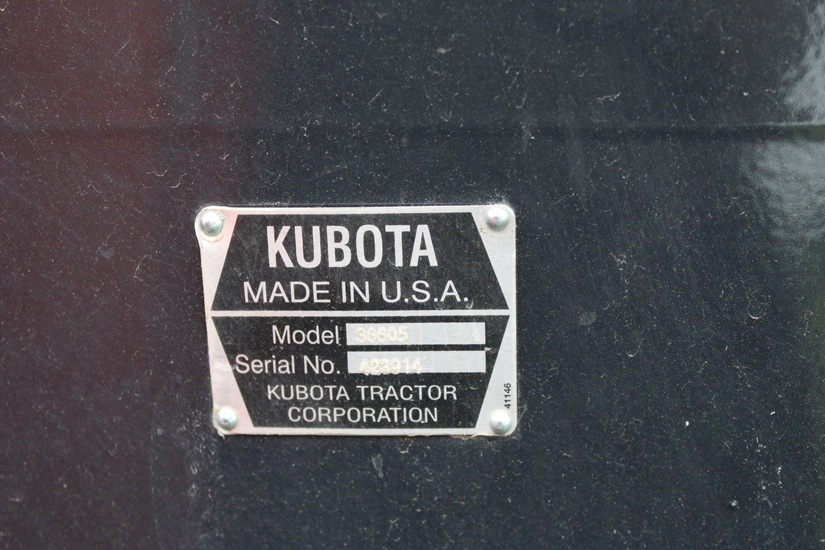 KUBOTA
MADE IN U.S.A.
Model
Serial No.
KUBOTA TRACTOR
CORPORATION
41146